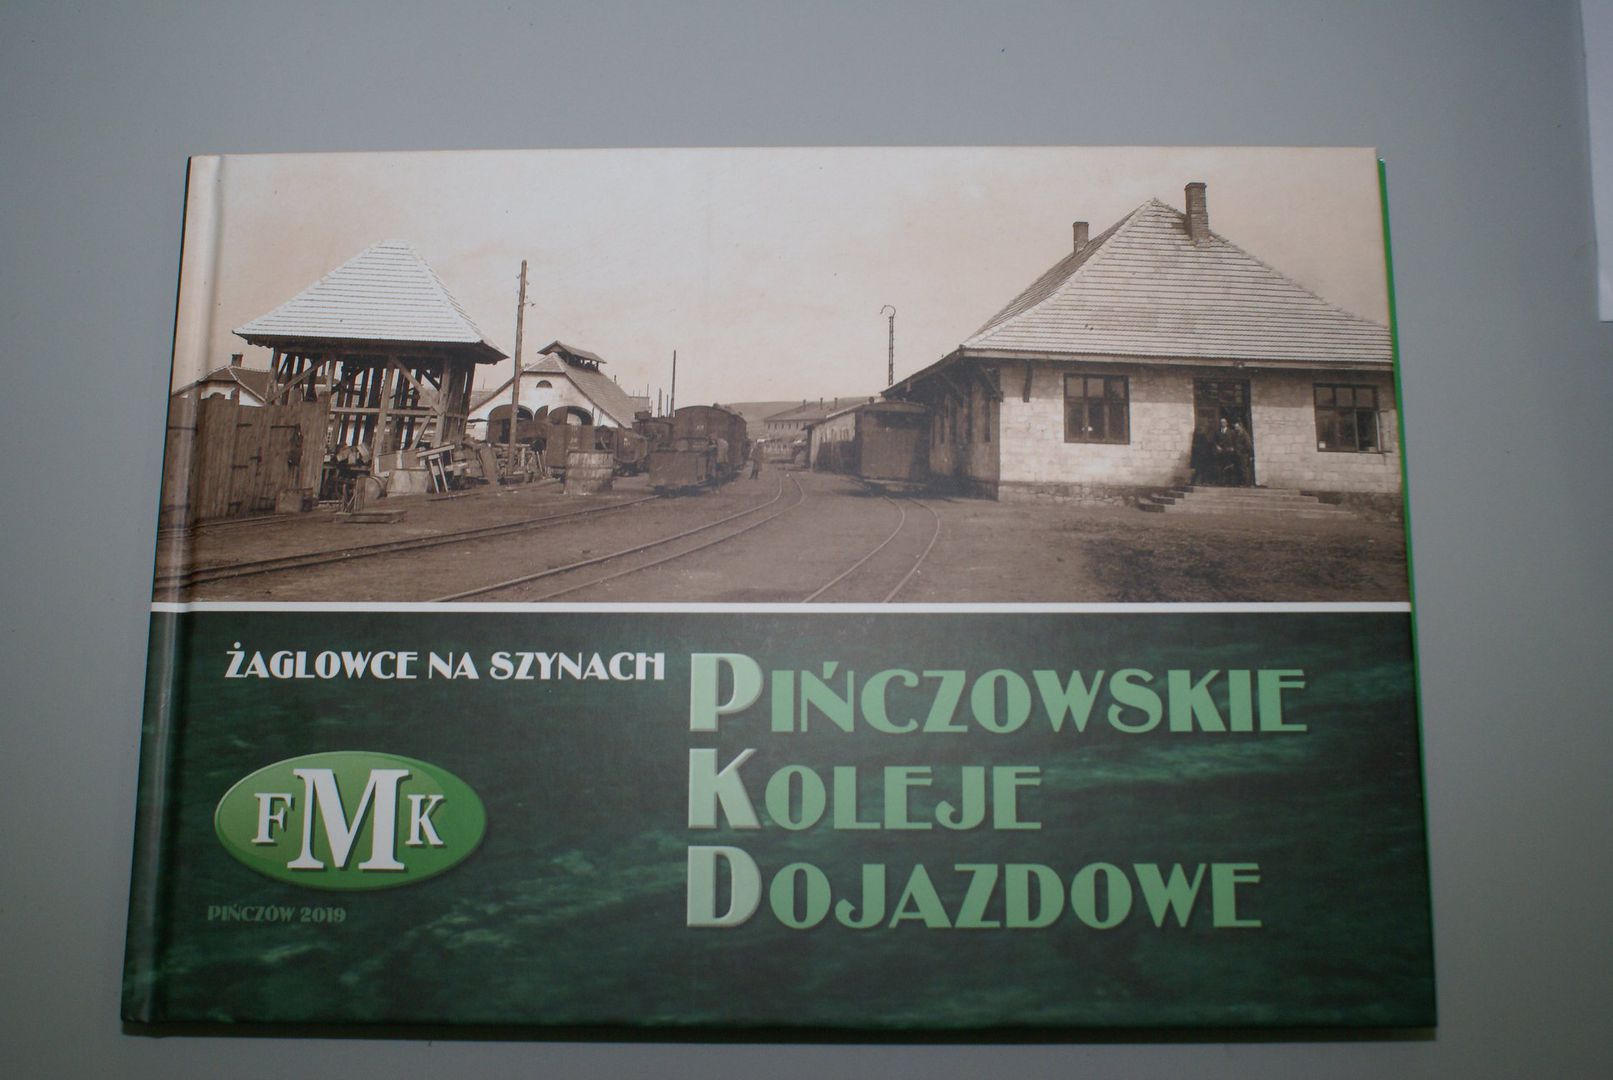 ŻAGLOWCE NA SZYNACH
PIŃCZOWSKIE
KOLEJE
DOJAZDOWE
FMK
PIŃCZÓW 2019